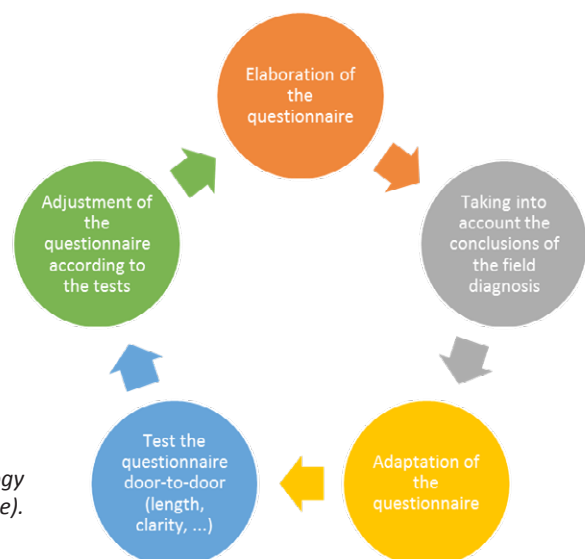 Elaboration of
the
questionnaire
Taking into
account the
conclusions of
the field
diagnosis
Adaptation of
the
questionnaire
Test the
questionnaire
door-to-door
(length,
clarity, ...)
Adjustment of
the
questionnaire
according to
the tests